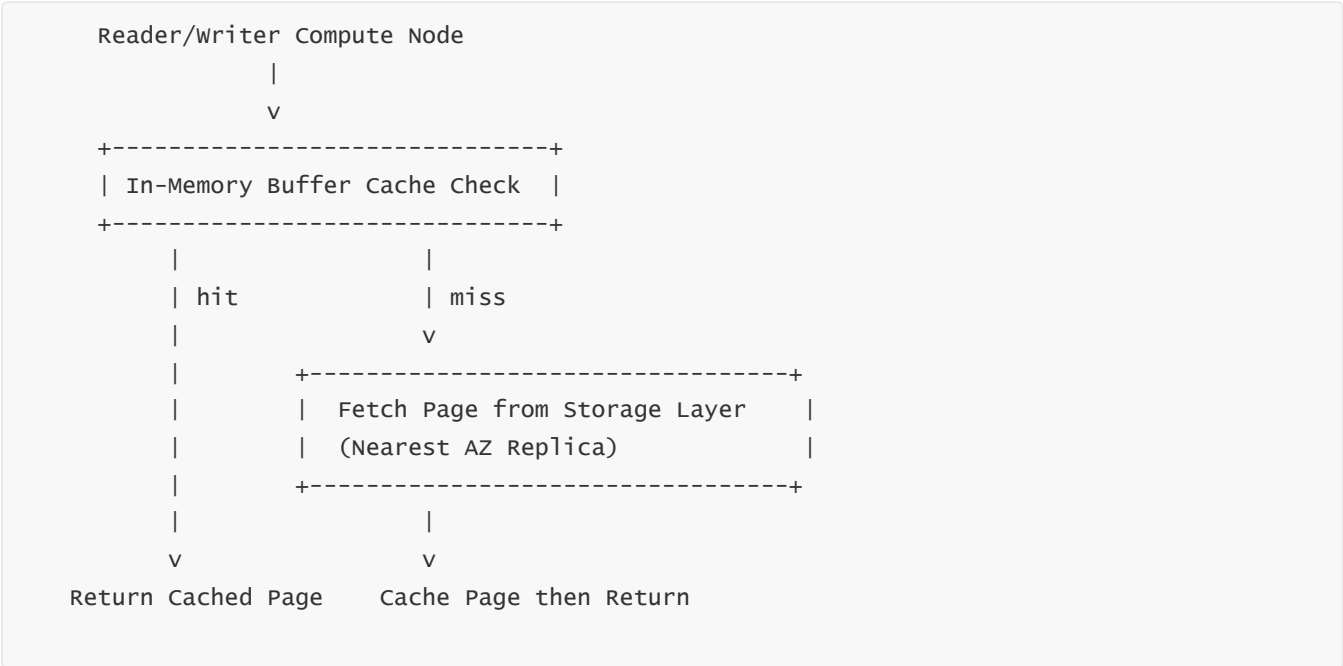 Reader/Writer Compute Node
|
v
+-------------------------------+
| In-Memory Buffer Cache Check  |
+-------------------------------+
|                 |
| hit             | miss
|                 v
|        +----------------------------------+
|        |  Fetch Page from Storage Layer    |
|        |  (Nearest AZ Replica)             |
|        +----------------------------------+
|                 |
v                 v
Return Cached Page    Cache Page then Return